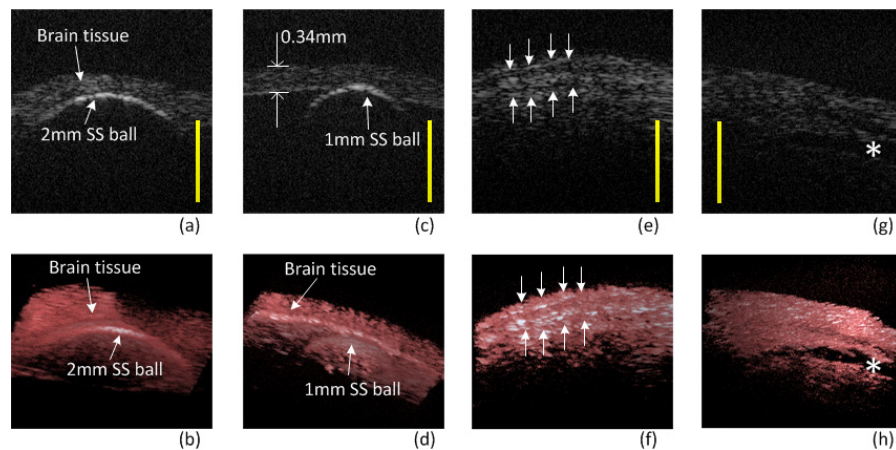 Brain tissue
2mm SS ball
(a)
0.34mm
1mm SS ball
(c)
(e)
*
(g)
Brain tissue
2mm SS ball
(b)
Brain tissue
1mm SS ball
(d)
(f)
*
(h)